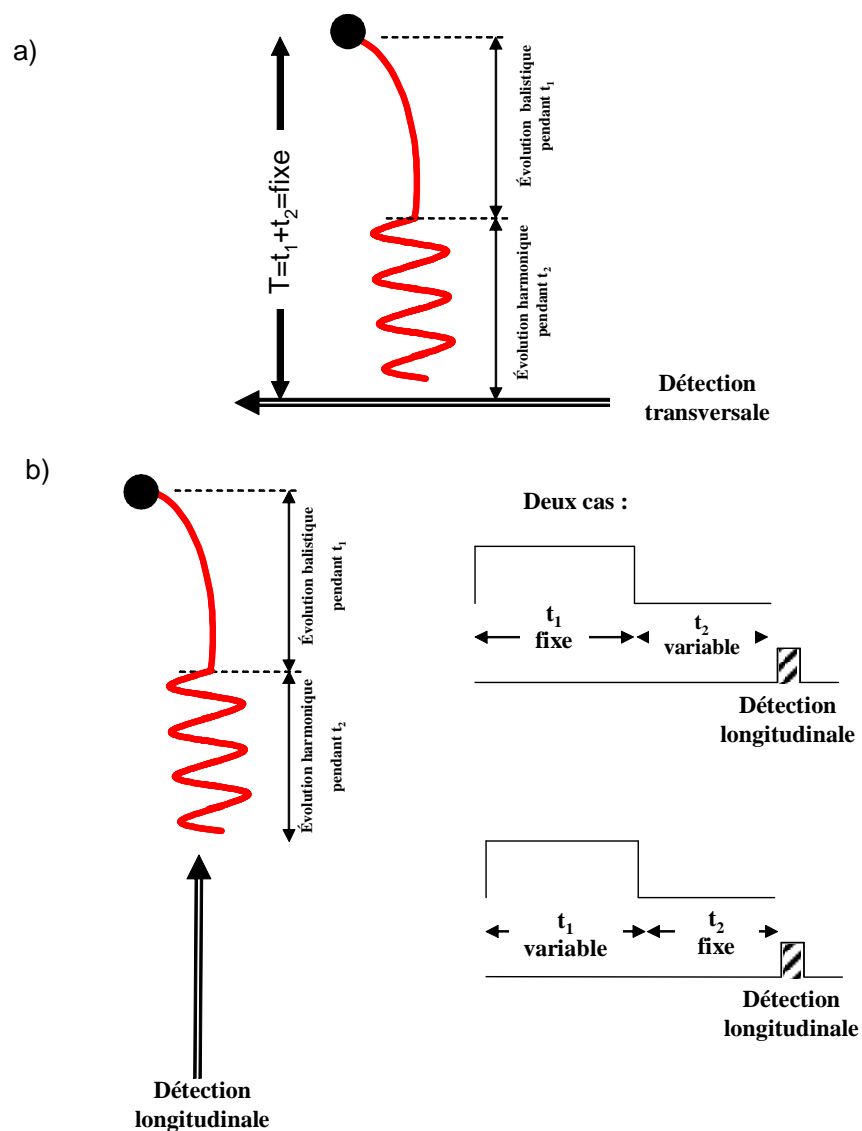 a)
T=t₁+t₂=fixe
Évolution balistique
pendant t₁
Évolution harmonique
pendant t₂
Détection
transversale
b)
Évolution balistique
pendant t₁
Évolution harmonique
pendant t₂
Détection
longitudinale
Deux cas :
t₁
fixe
t₂
variable
Détection
longitudinale
t₁
variable
t₂
fixe
Détection
longitudinale